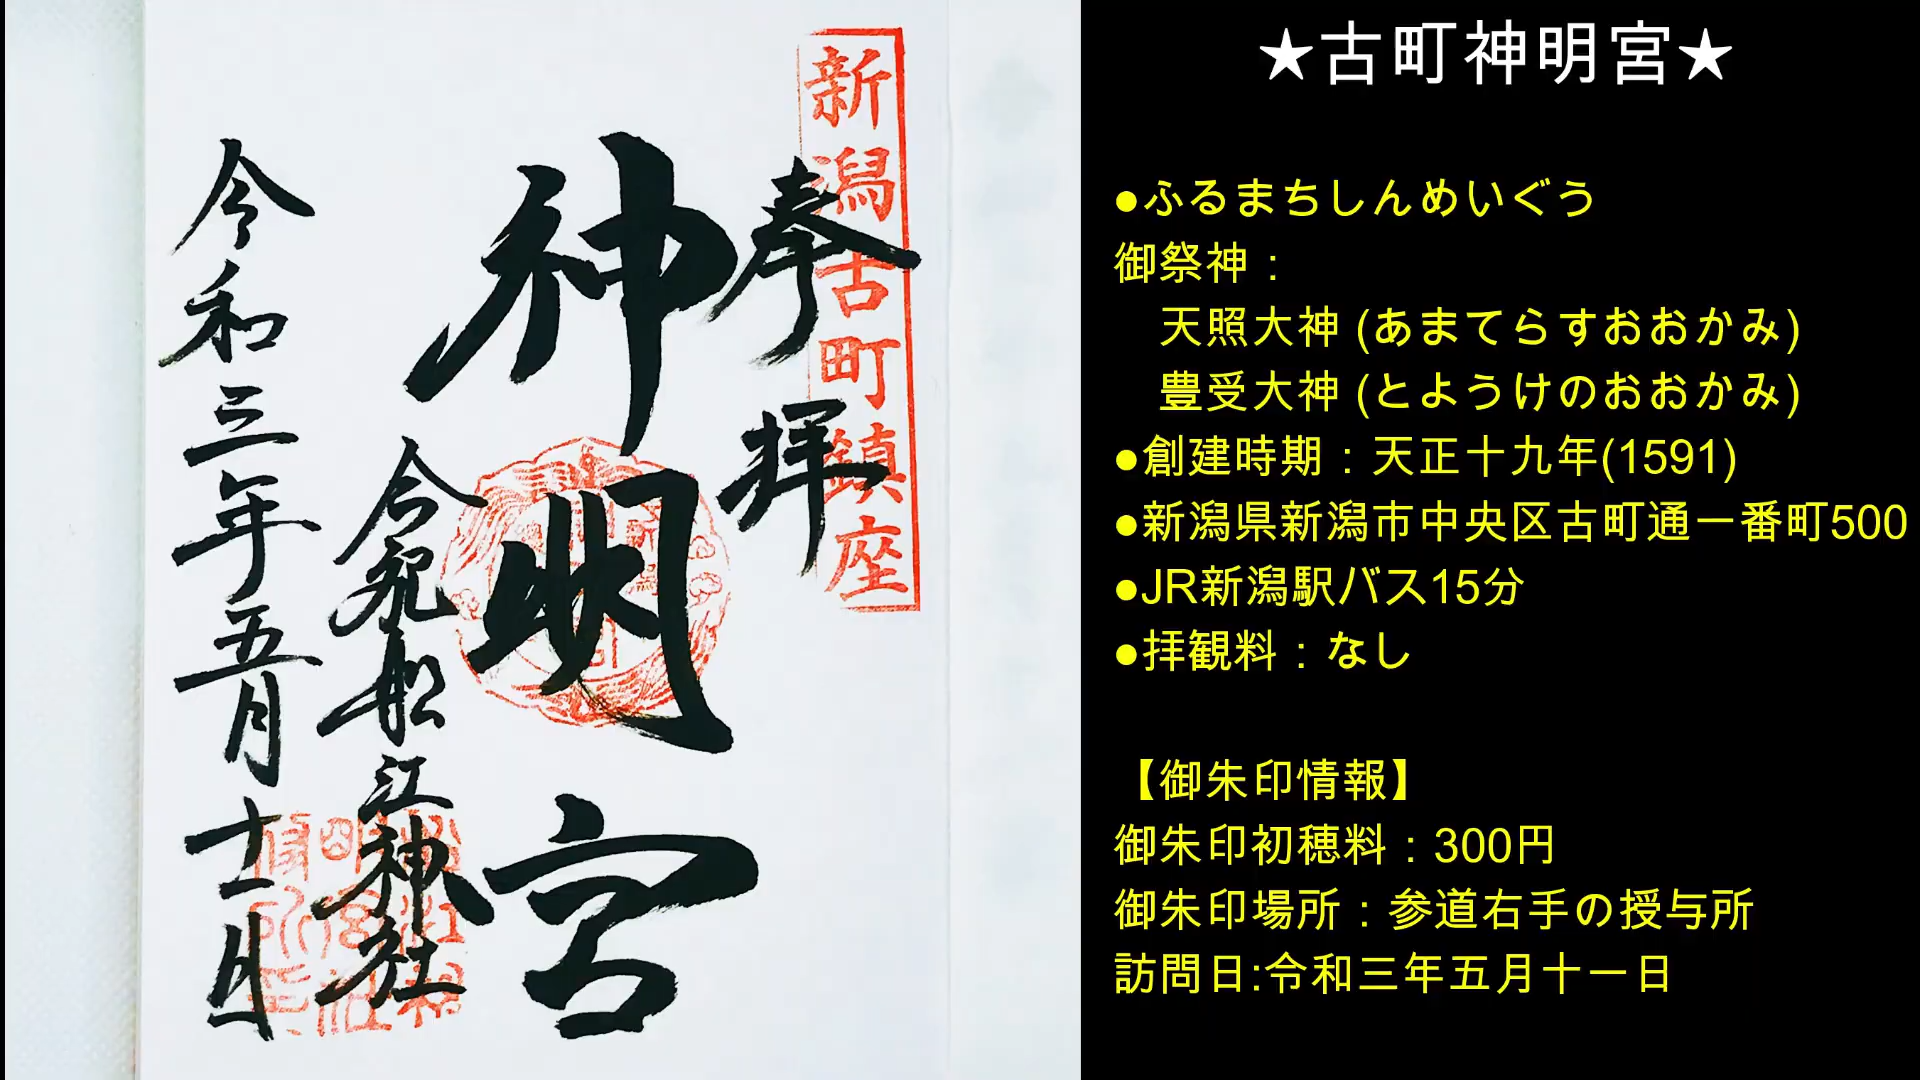 新潟古町鎮座
奉拝
神明宮
船江神社
令和三年五月十一日
★古町神明宮★
●ふるまちしんめいぐう
御祭神：
天照大神 (あまてらすおおかみ)
豊受大神 (とようけのおおかみ)
●創建時期：天正十九年(1591)
●新潟県新潟市中央区古町通一番町500
●JR新潟駅バス15分
●拝観料：なし
【御朱印情報】
御朱印初穂料：300円
御朱印場所：参道右手の授与所
訪問日:令和三年五月十一日